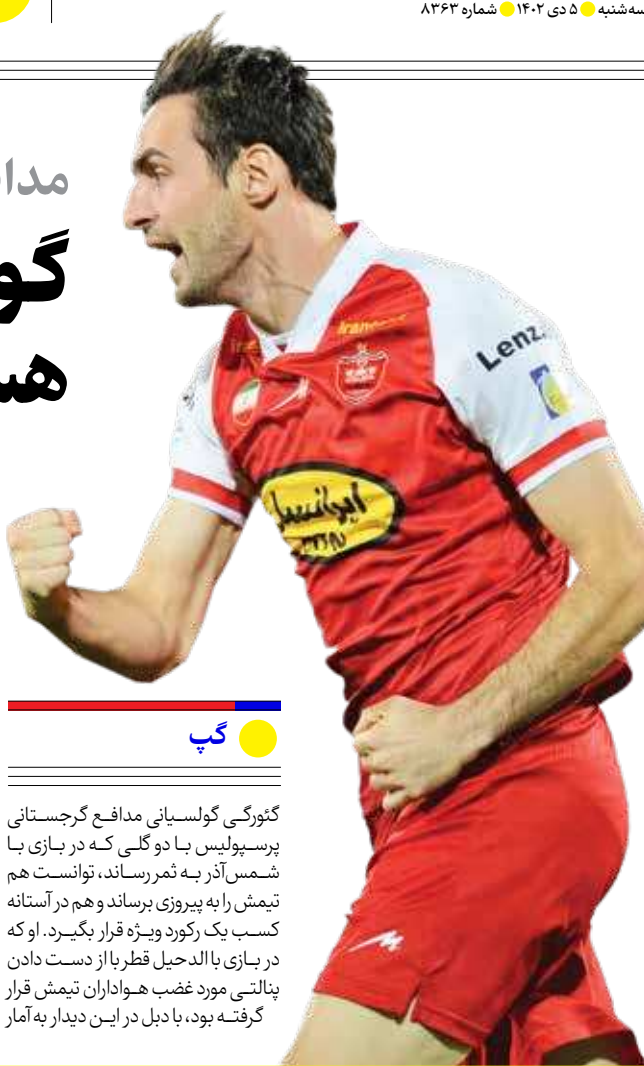 سه‌شنبه ۵ دی ۱۴۰۲ شماره ۸۳۶۳
Lenz
ایرانسل
گپ
گئورگی گولسیانی مدافع گرجستانی
پرسپولیس با دو گلی که در بازی با
شمس‌آذر به ثمر رساند، توانست هم
تیمش را به پیروزی برساند و هم در آستانه
کسب یک رکورد ویژه قرار بگیرد. او که
در بازی با الدحیل قطر با از دست دادن
پنالتی مورد غضب هواداران تیمش قرار
گرفته بود، با دبل در این دیدار به آمار